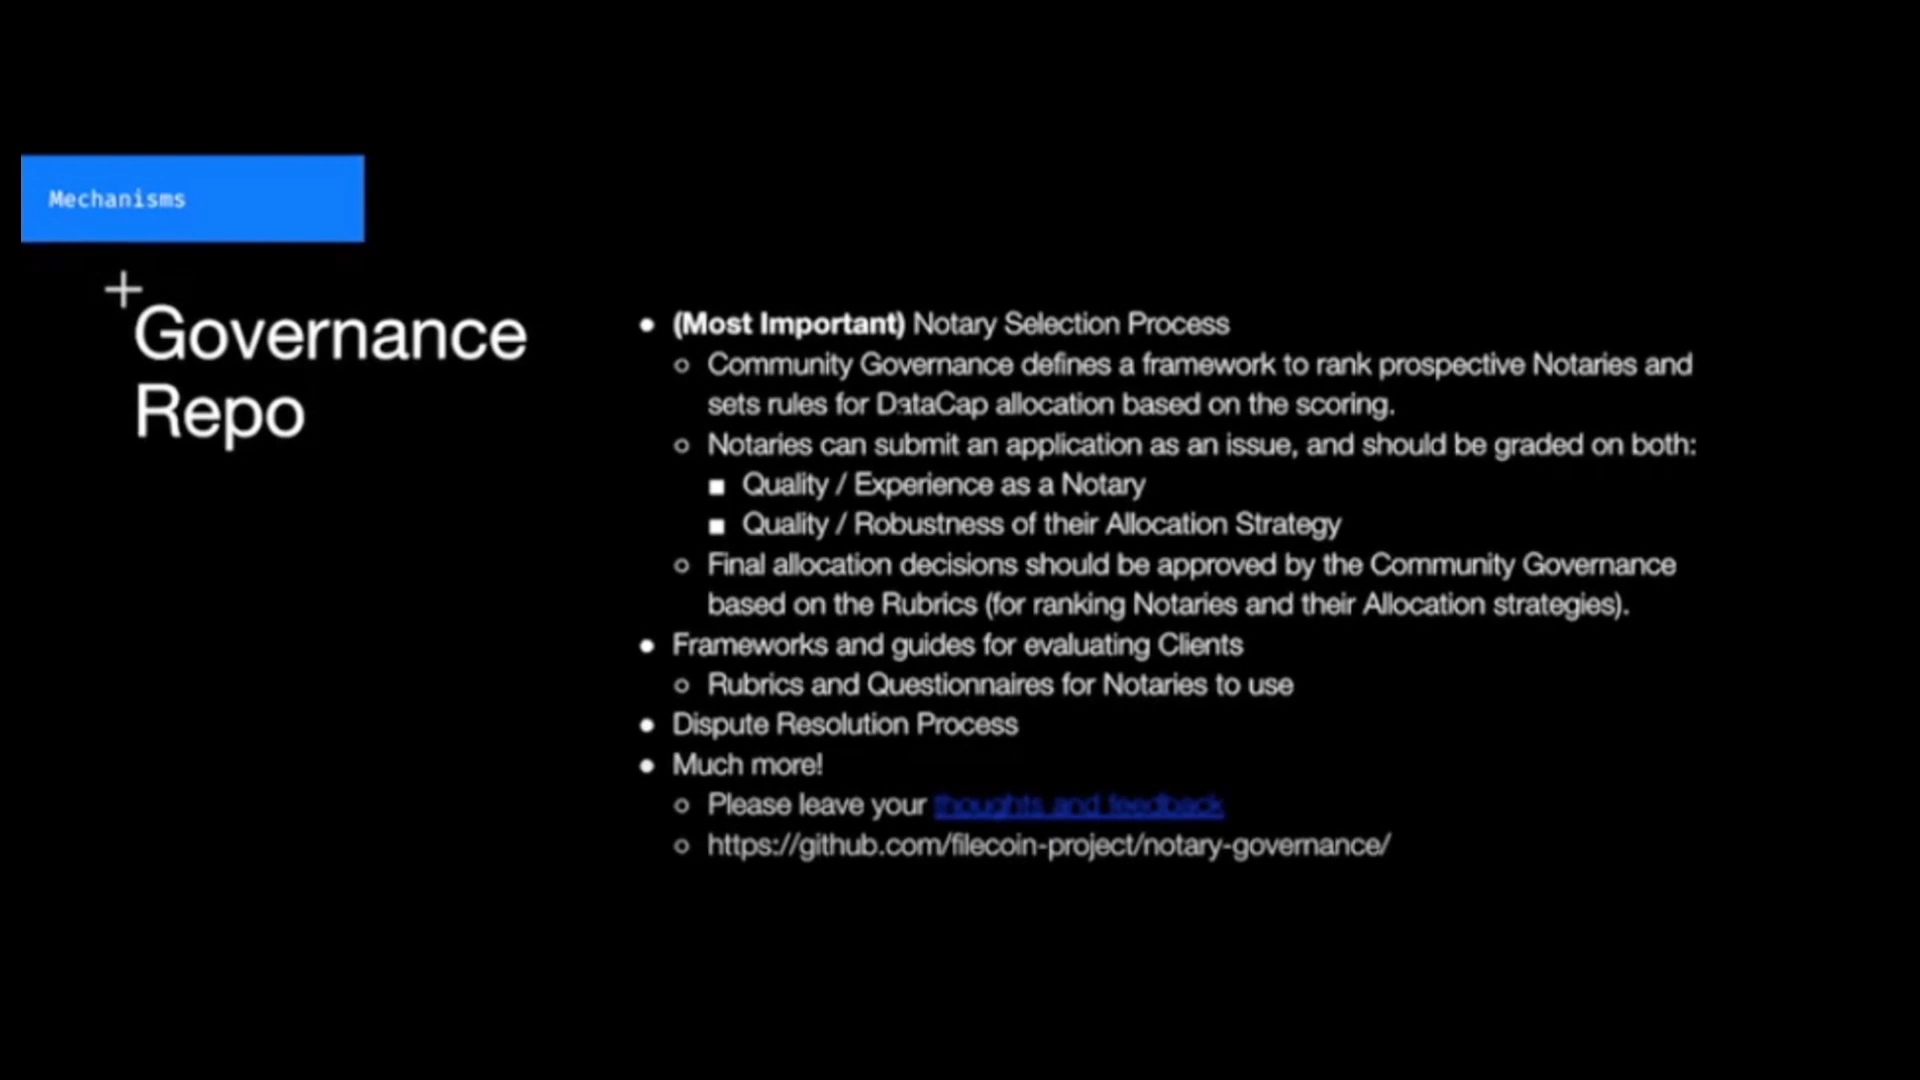 Mechanisms
Governance
Repo
(Most Important) Notary Selection Process
Community Governance defines a framework to rank prospective Notaries and
sets rules for DataCap allocation based on the scoring.
Notaries can submit an application as an issue, and should be graded on both:
Quality / Experience as a Notary
Quality / Robustness of their Allocation Strategy
Final allocation decisions should be approved by the Community Governance
based on the Rubrics (for ranking Notaries and their Allocation strategies).
Frameworks and guides for evaluating Clients
Rubrics and Questionnaires for Notaries to use
Dispute Resolution Process
Much more!
Please leave your thoughts and feedback
https://github.com/filecoin-project/notary-governance/